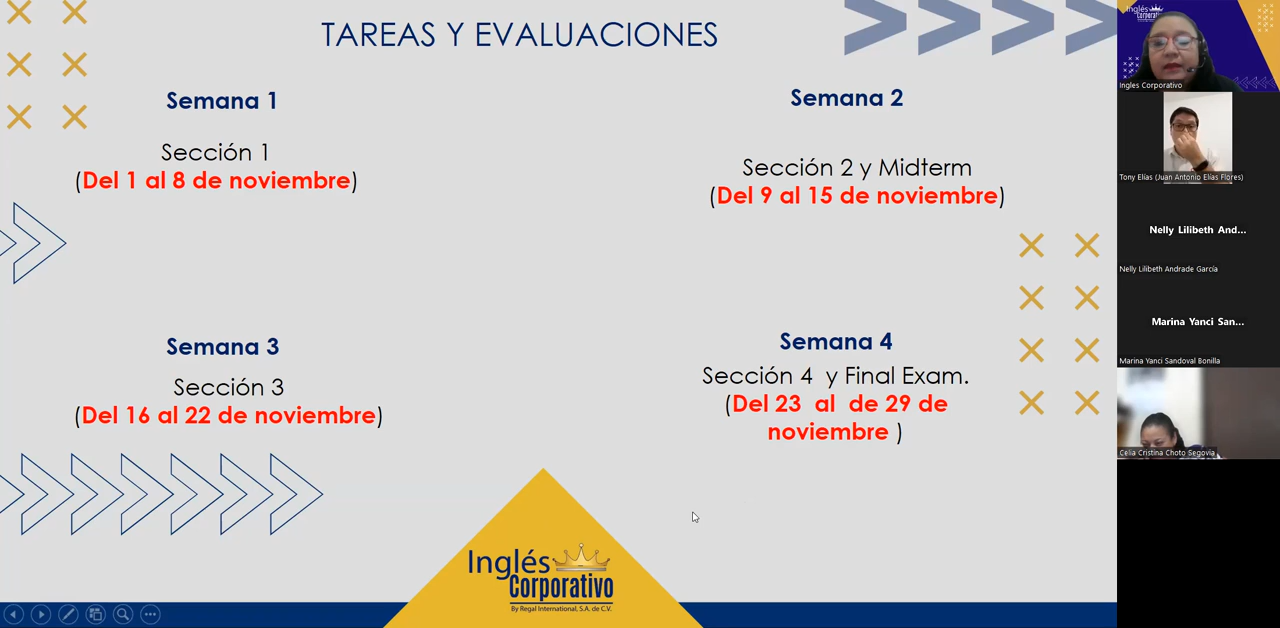 TAREAS Y EVALUACIONES
Semana 1
Sección 1
(Del 1 al 8 de noviembre)
Semana 2
Sección 2 y Midterm
(Del 9 al 15 de noviembre)
Semana 3
Sección 3
(Del 16 al 22 de noviembre)
Semana 4
Sección 4 y Final Exam.
(Del 23 al de 29 de
noviembre )
Inglés
Corporativo
By Regal International, S.A. de C.V.
Inglés
Corporativo
Ingles Corporativo
Tony Elías (Juan Antonio Elías Flores)
Nelly Lilibeth And...
Nelly Lilibeth Andrade García
Marina Yanci San...
Marina Yanci Sandoval Bonilla
Celia Cristina Choto Segovia